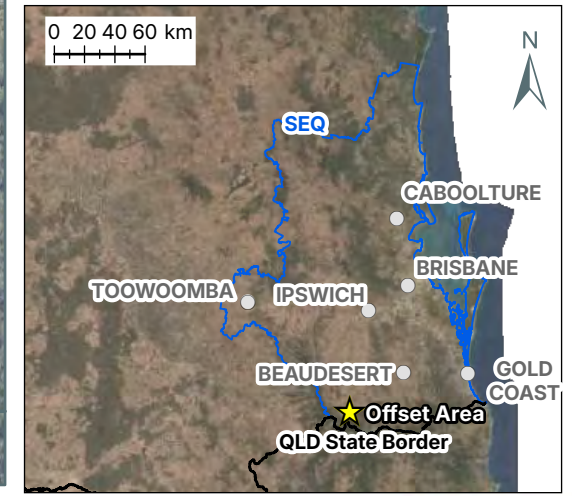 0 20 40 60 km
N
SEQ
CABOOLTURE
BRISBANE
TOOWOOMBA
IPSWICH
BEAUDESERT
GOLD
COAST
Offset Area
QLD State Border